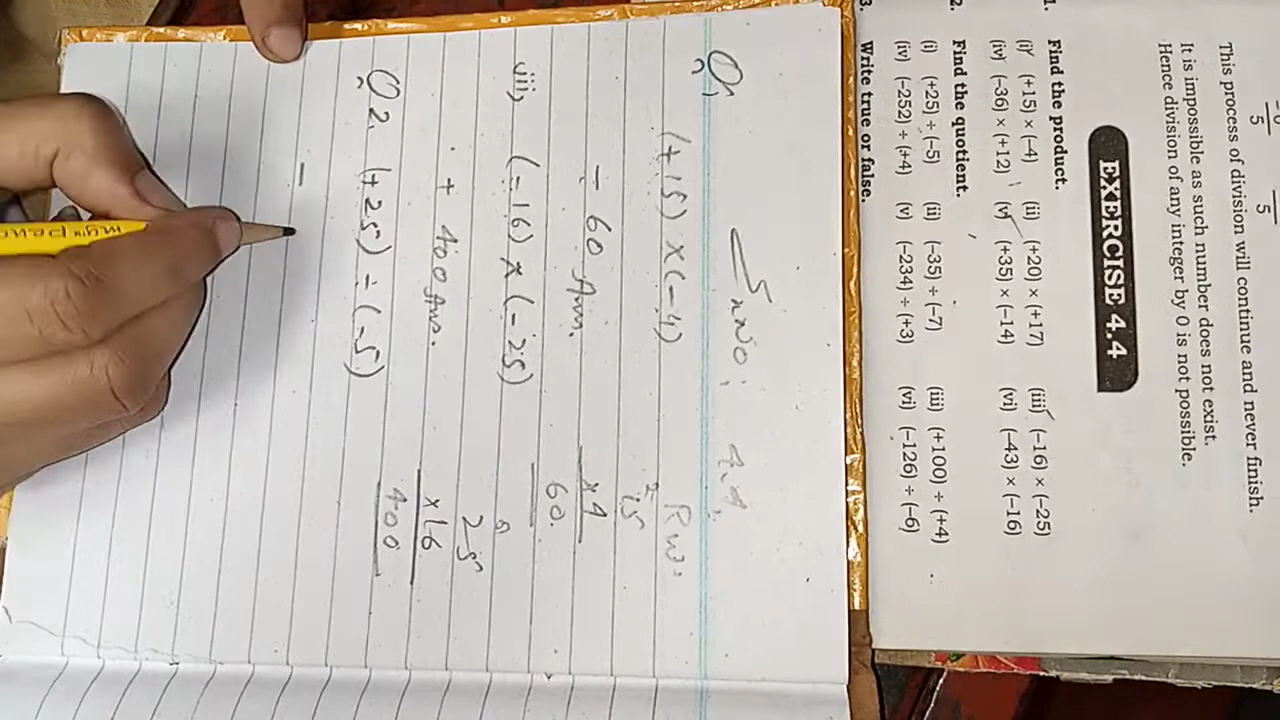 5
5
This process of division will continue and never finish.
It is impossible as such number does not exist.
Hence division of any integer by 0 is not possible.
EXERCISE 4.4
1. Find the product.
(i) (+15) × (–4) (ii) (+20) × (+17) (iii) (–16) × (–25)
(iv) (–36) × (+12) (v) (+35) × (–14) (vi) (–43) × (–16)
2. Find the quotient.
(i) (+25) ÷ (–5) (ii) (–35) ÷ (–7) (iii) (+100) ÷ (+4)
(iv) (–252) ÷ (+4) (v) (–234) ÷ (+3) (vi) (–126) ÷ (–6)
3. Write true or false.
4.4.
Q1 (+15) × (-4) Rw.
15
- 60 Ans. ×4
60.
iii, (-16) × (-25)
25
+ 400 Ans. ×16
400
Q2. (+25) ÷ (-5)
-